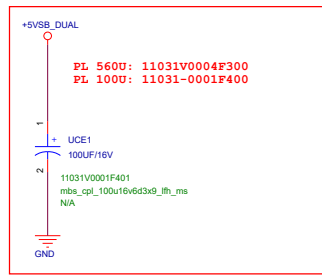 +5VSB_DUAL
PL 560U: 11031V0004F300
PL 100U: 11031-0001F400
1
+ UCE1
100UF/16V
2
11031V0001F401
mbs_cpl_100u16v6d3x9_lfh_ms
N/A
GND